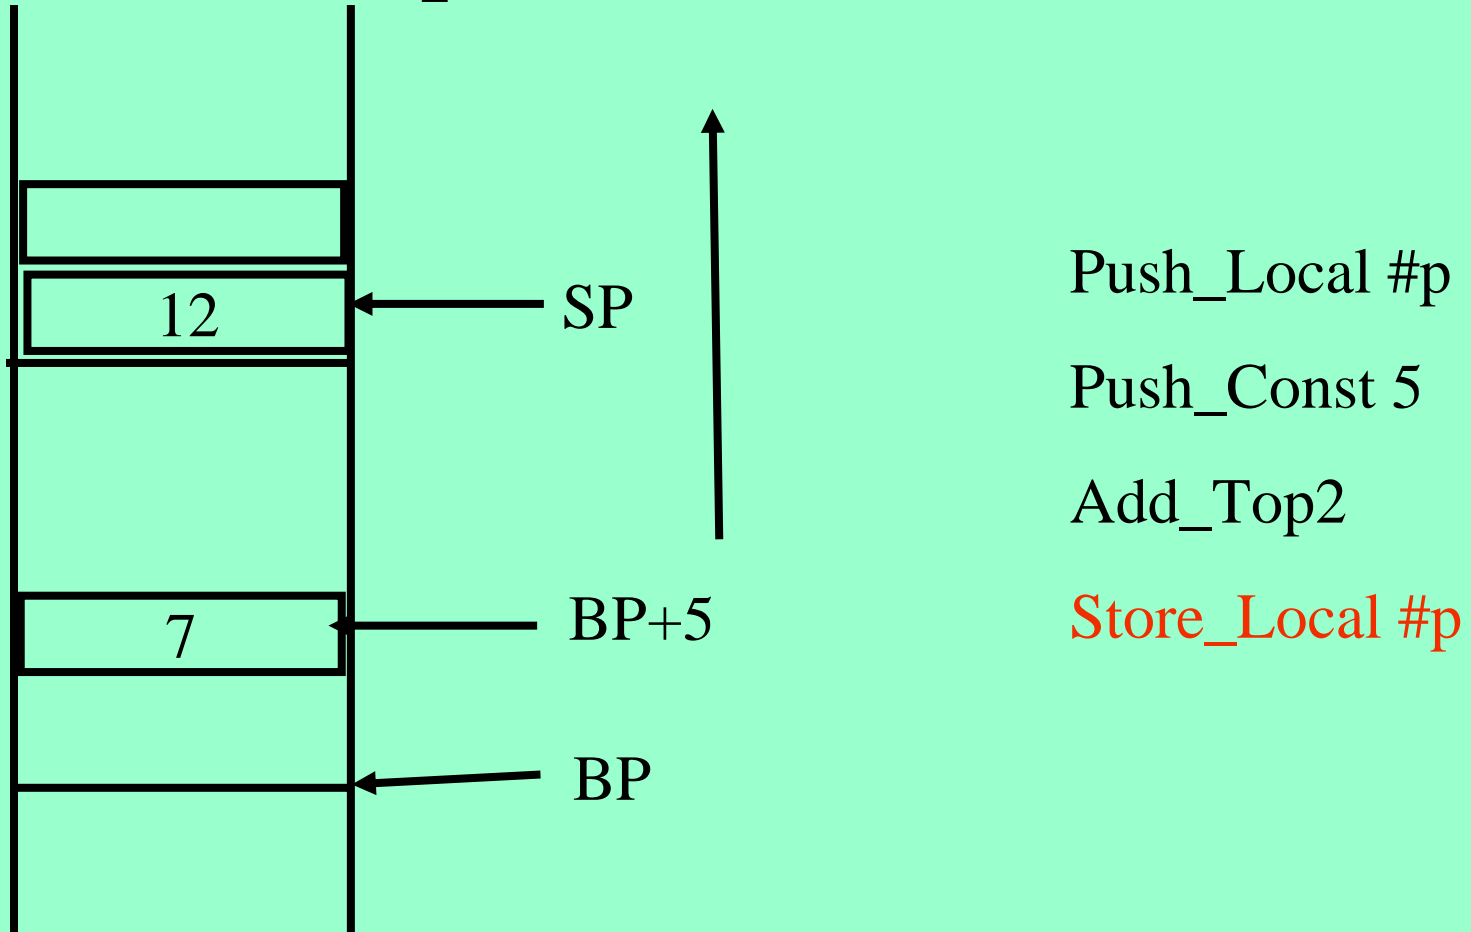 12
SP
7
BP+5
BP
Push_Local #p
Push_Const 5
Add_Top2
Store_Local #p